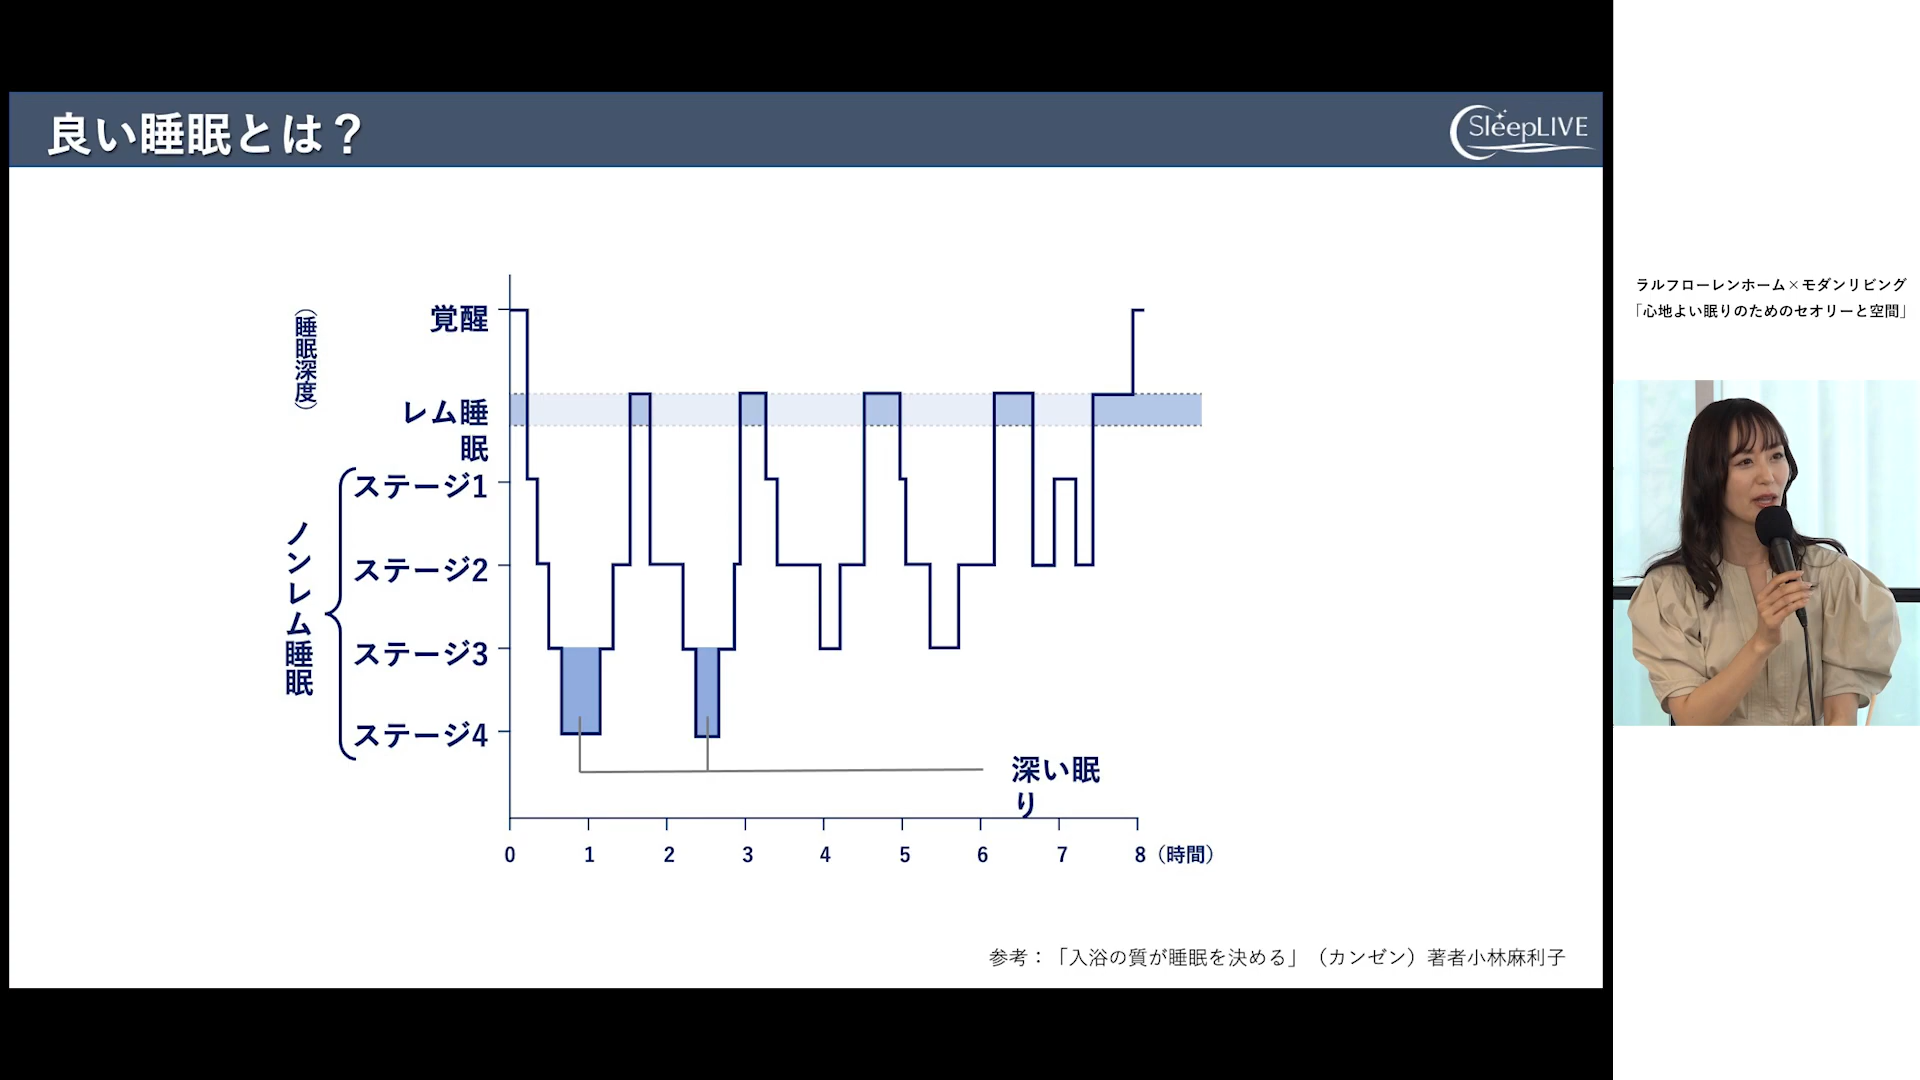 良い睡眠とは？
SleepLIVE
ラルフローレンホーム×モダンリビング
「心地よい眠りのためのセオリーと空間」
（睡眠深度）
覚醒
レム睡
眠
ノンレム睡眠
ステージ1
ステージ2
ステージ3
ステージ4
深い眠
り
0 1 2 3 4 5 6 7 8（時間）
参考：「入浴の質が睡眠を決める」（カンゼン）著者小林麻利子